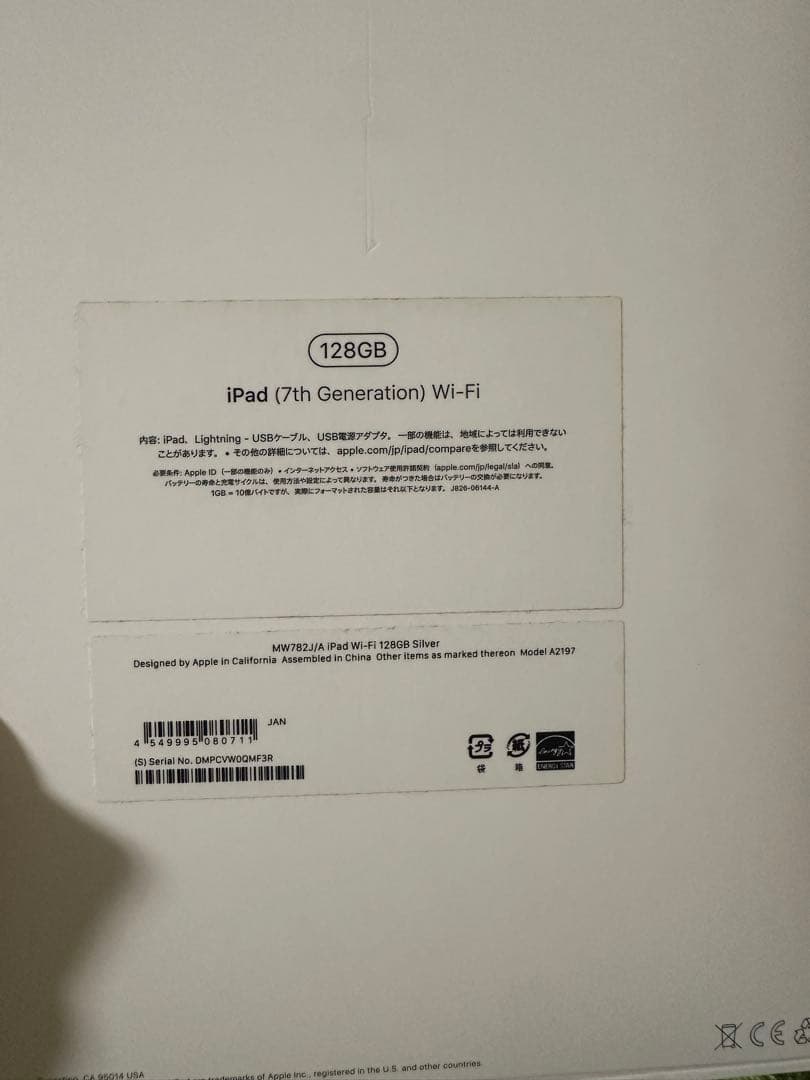 128GB
iPad (7th Generation) Wi-Fi
内容: iPad、Lightning - USBケーブル、USB電源アダプタ。一部の機能は、地域によっては利用できない
ことがあります。• その他の詳細については、apple.com/jp/ipad/compareを参照してください。
必要条件: Apple ID（一部の機能のみ）• インターネットアクセス • ソフトウェア使用許諾契約（apple.com/jp/legal/sla）への同意。
バッテリーの寿命と充電サイクルは、使用方法や設定によって異なります。寿命がつきた場合はバッテリーの交換が必要になります。
1GB = 10億バイトですが、実際にフォーマットされた容量はそれ以下となります。 J826-06144-A
MW782J/A iPad Wi-Fi 128GB Silver
Designed by Apple in California Assembled in China Other items as marked thereon Model A2197
JAN
4 549995 080711
(S) Serial No. DMPCVW0QMF3R
プラ 紙
袋 箱
energy
ENERGY STAR
CE
CA 95014 USA
trademarks of Apple Inc., registered in the U.S. and other countries.